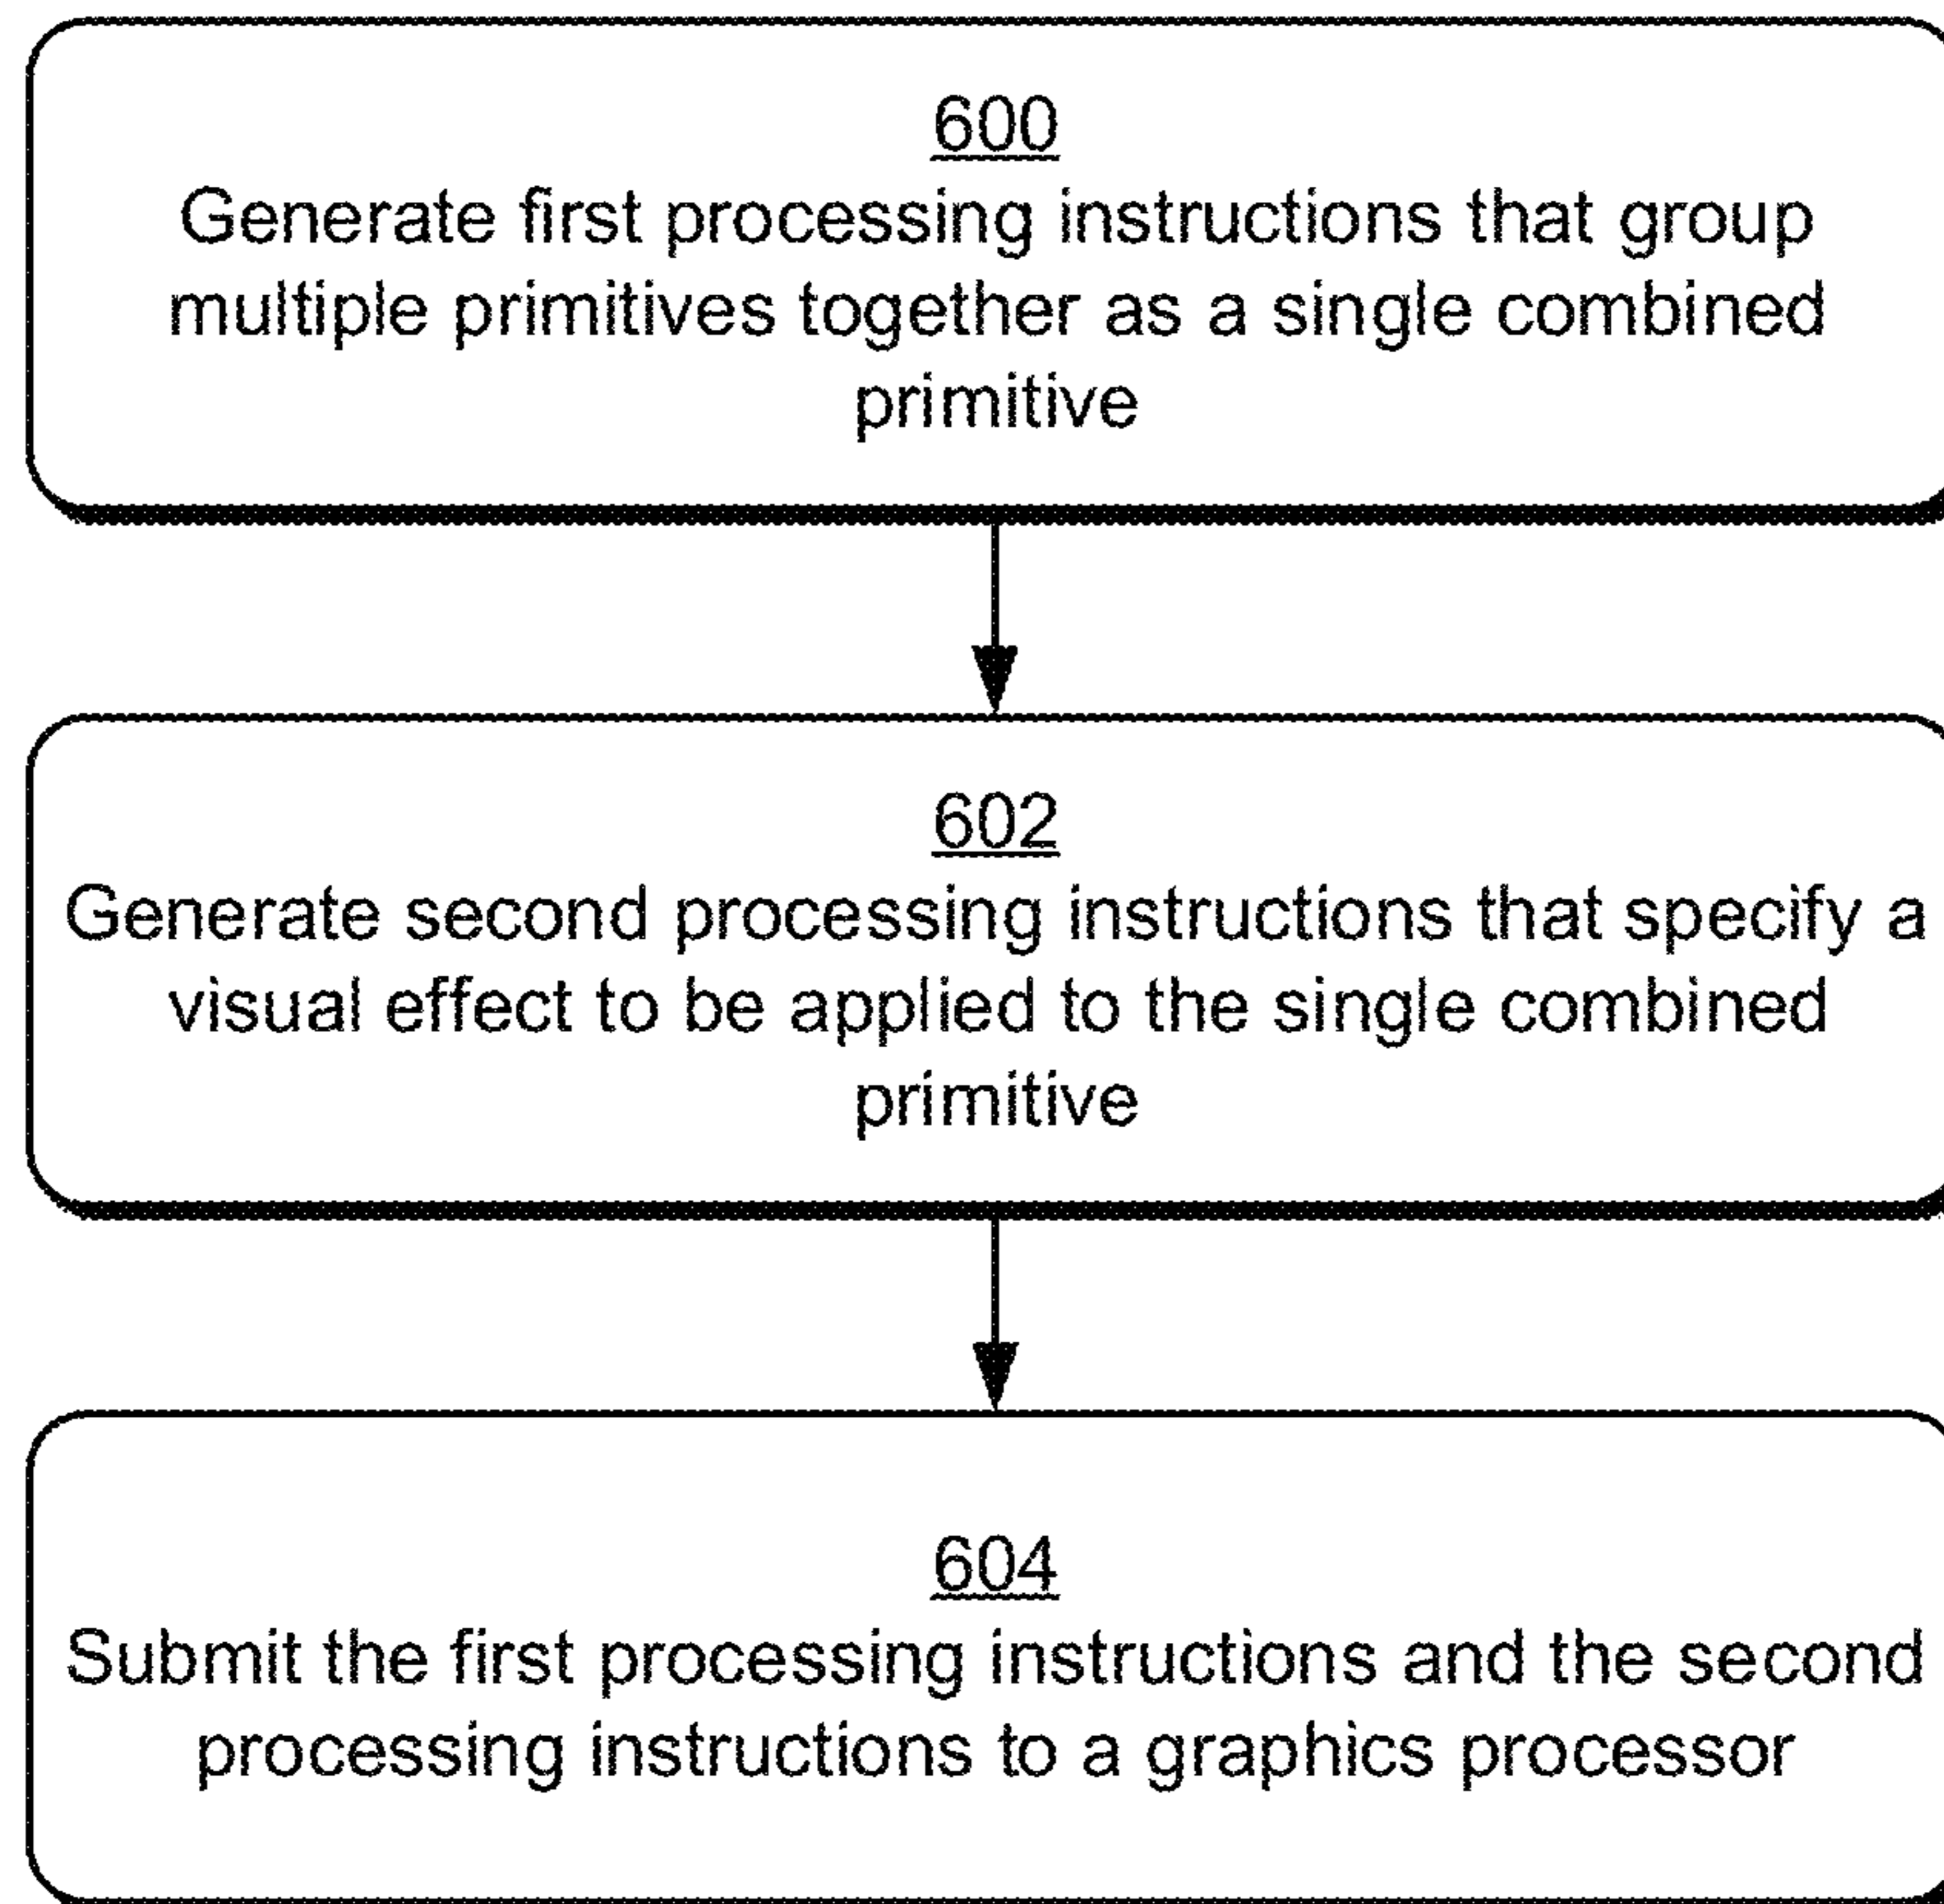 600
Generate first processing instructions that group
multiple primitives together as a single combined
primitive
602
Generate second processing instructions that specify a
visual effect to be applied to the single combined
primitive
604
Submit the first processing instructions and the second
processing instructions to a graphics processor